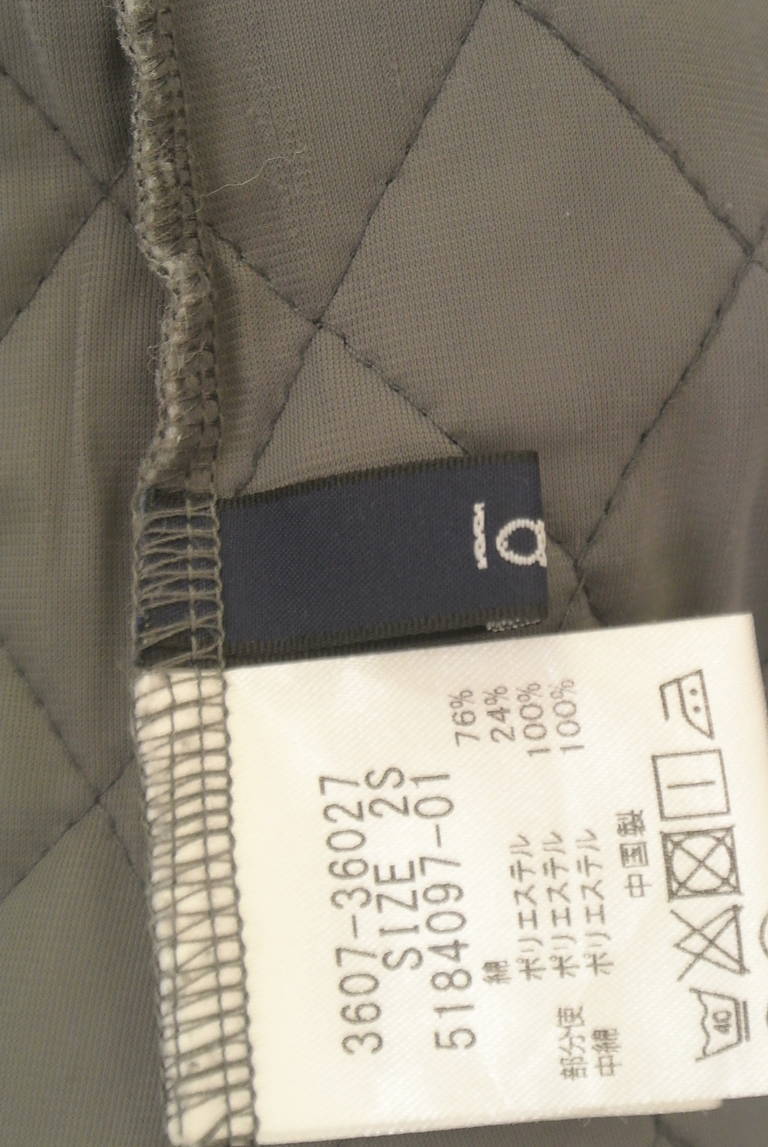 3607-36027
SIZE 2S
5184097-01
綿 76%
ポリエステル 24%
部分使 ポリエステル 100%
中綿 ポリエステル 100%
中国製
40